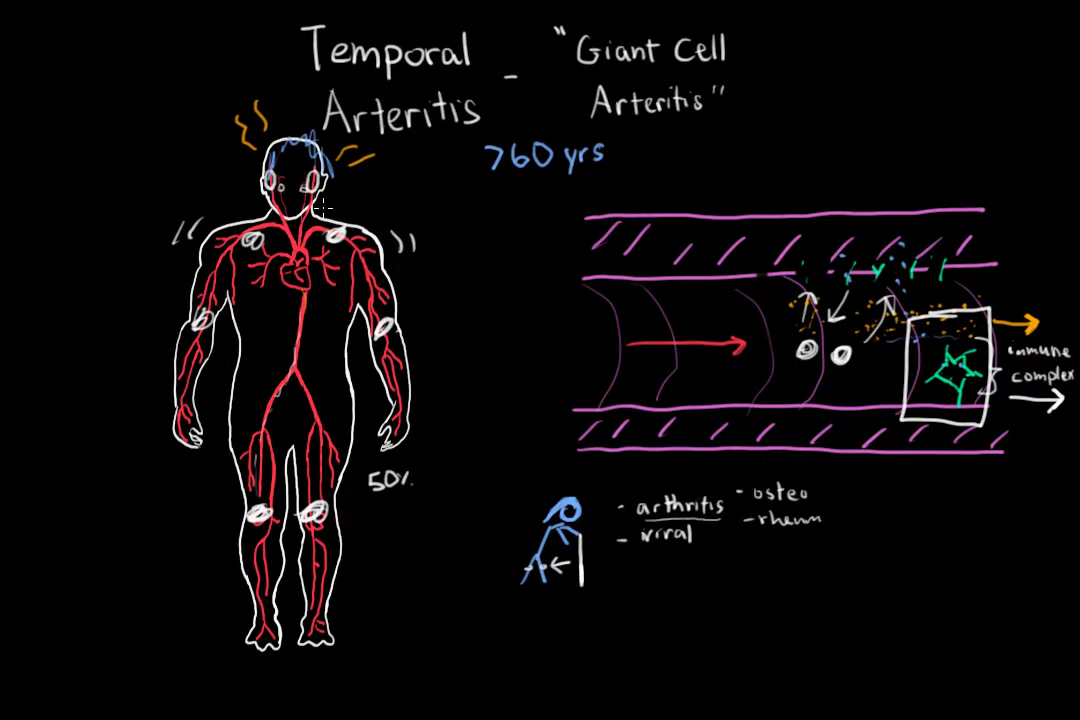 Temporal
Arteritis
- "Giant Cell
Arteritis"
>60 yrs
immune
complex
50%
- arthritis
- viral
- osteo
- rheum